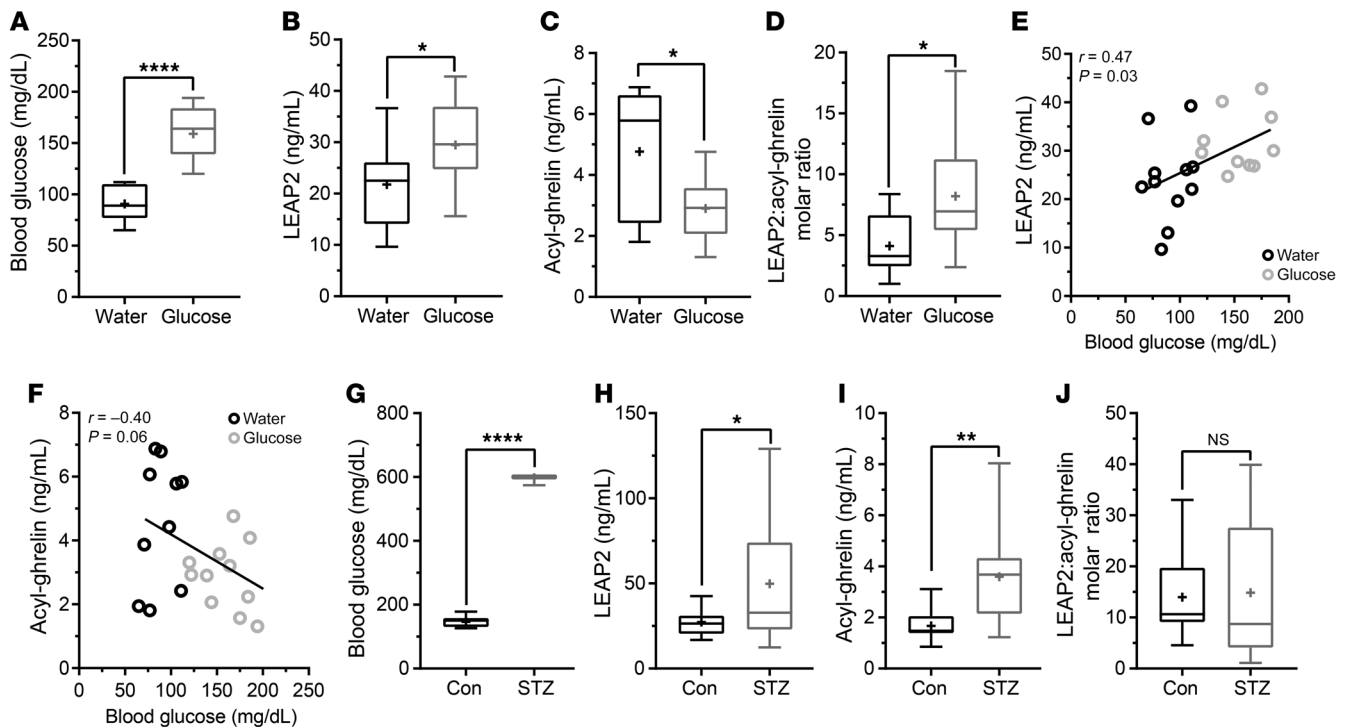 A
Blood glucose (mg/dL)
250
200
150
100
50
0
****
Water
Glucose
B
LEAP2 (ng/mL)
50
40
30
20
10
0
*
Water
Glucose
C
Acyl-ghrelin (ng/mL)
8
6
4
2
0
*
Water
Glucose
D
LEAP2:acyl-ghrelin
molar ratio
20
15
10
5
0
*
Water
Glucose
E
r = 0.47
P = 0.03
LEAP2 (ng/mL)
50
40
30
20
10
0
Water
Glucose
0 50 100 150 200
Blood glucose (mg/dL)
F
r = –0.40
P = 0.06
Water
Glucose
Acyl-ghrelin (ng/mL)
8
6
4
2
0
0 50 100 150 200 250
Blood glucose (mg/dL)
G
Blood glucose (mg/dL)
800
600
400
200
0
****
Con
STZ
H
LEAP2 (ng/mL)
150
100
50
0
*
Con
STZ
I
Acyl-ghrelin (ng/mL)
10
8
6
4
2
0
**
Con
STZ
J
LEAP2:acyl-ghrelin
molar ratio
50
40
30
20
10
0
NS
Con
STZ